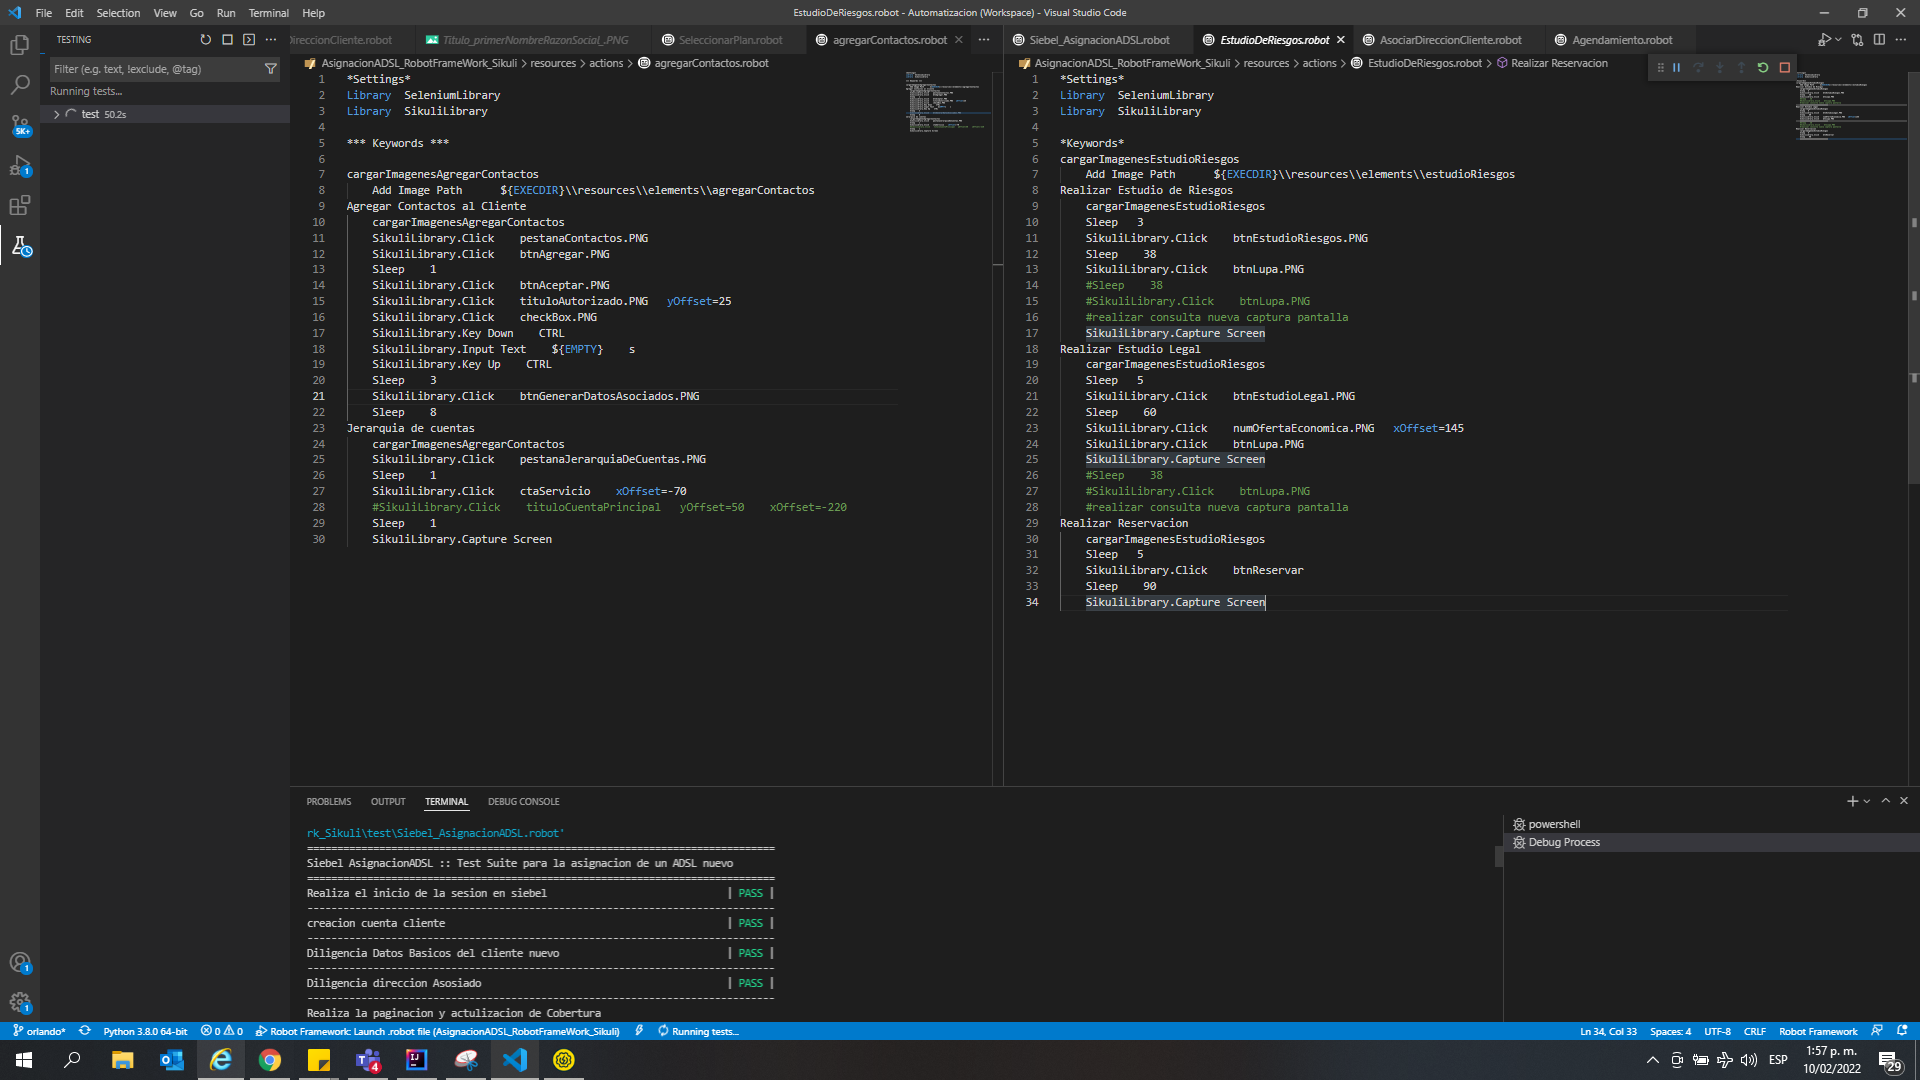 File Edit Selection View Go Run Terminal Help
EstudioDeRiesgos.robot - Automatizacion (Workspace) - Visual Studio Code
TESTING
Filter (e.g. text, !exclude, @tag)
Running tests...
test 50.2s
5K+
1
1
1
DireccionCliente.robot Titulo_primerNombreRazonSocial_.PNG SeleccionarPlan.robot agregarContactos.robot
AsignacionADSL_RobotFrameWork_Sikuli > resources > actions > agregarContactos.robot
1 *Settings*
2 Library SeleniumLibrary
3 Library SikuliLibrary
4
5 *** Keywords ***
6
7 cargarImagenesAgregarContactos
8 Add Image Path ${EXECDIR}\\resources\\elements\\agregarContactos
9 Agregar Contactos al Cliente
10 cargarImagenesAgregarContactos
11 SikuliLibrary.Click pestanaContactos.PNG
12 SikuliLibrary.Click btnAgregar.PNG
13 Sleep 1
14 SikuliLibrary.Click btnAceptar.PNG
15 SikuliLibrary.Click tituloAutorizado.PNG yOffset=25
16 SikuliLibrary.Click checkBox.PNG
17 SikuliLibrary.Key Down CTRL
18 SikuliLibrary.Input Text ${EMPTY} s
19 SikuliLibrary.Key Up CTRL
20 Sleep 3
21 SikuliLibrary.Click btnGenerarDatosAsociados.PNG
22 Sleep 8
23 Jerarquia de cuentas
24 cargarImagenesAgregarContactos
25 SikuliLibrary.Click pestanaJerarquiaDeCuentas.PNG
26 Sleep 1
27 SikuliLibrary.Click ctaServicio xOffset=-70
28 #SikuliLibrary.Click tituloCuentaPrincipal yOffset=50 xOffset=-220
29 Sleep 1
30 SikuliLibrary.Capture Screen
Siebel_AsignacionADSL.robot EstudioDeRiesgos.robot AsociarDireccionCliente.robot Agendamiento.robot
AsignacionADSL_RobotFrameWork_Sikuli > resources > actions > EstudioDeRiesgos.robot > Realizar Reservacion
1 *Settings*
2 Library SeleniumLibrary
3 Library SikuliLibrary
4
5 *Keywords*
6 cargarImagenesEstudioRiesgos
7 Add Image Path ${EXECDIR}\\resources\\elements\\estudioRiesgos
8 Realizar Estudio de Riesgos
9 cargarImagenesEstudioRiesgos
10 Sleep 3
11 SikuliLibrary.Click btnEstudioRiesgos.PNG
12 Sleep 38
13 SikuliLibrary.Click btnLupa.PNG
14 #Sleep 38
15 #SikuliLibrary.Click btnLupa.PNG
16 #realizar consulta nueva captura pantalla
17 SikuliLibrary.Capture Screen
18 Realizar Estudio Legal
19 cargarImagenesEstudioRiesgos
20 Sleep 5
21 SikuliLibrary.Click btnEstudioLegal.PNG
22 Sleep 60
23 SikuliLibrary.Click numOfertaEconomica.PNG xOffset=145
24 SikuliLibrary.Click btnLupa.PNG
25 SikuliLibrary.Capture Screen
26 #Sleep 38
27 #SikuliLibrary.Click btnLupa.PNG
28 #realizar consulta nueva captura pantalla
29 Realizar Reservacion
30 cargarImagenesEstudioRiesgos
31 Sleep 5
32 SikuliLibrary.Click btnReservar
33 Sleep 90
34 SikuliLibrary.Capture Screen
PROBLEMS OUTPUT TERMINAL DEBUG CONSOLE
rk_Sikuli\test\Siebel_AsignacionADSL.robot'
==============================================================================
Siebel AsignacionADSL :: Test Suite para la asignacion de un ADSL nuevo
==============================================================================
Realiza el inicio de la sesion en siebel | PASS |
------------------------------------------------------------------------------
creacion cuenta cliente | PASS |
------------------------------------------------------------------------------
Diligencia Datos Basicos del cliente nuevo | PASS |
------------------------------------------------------------------------------
Diligencia direccion Asosiado | PASS |
------------------------------------------------------------------------------
Realiza la paginacion y actulizacion de Cobertura
powershell
Debug Process
orlando* Python 3.8.0 64-bit 0 0 Robot Framework: Launch .robot file (AsignacionADSL_RobotFrameWork_Sikuli) Running tests...
Ln 34, Col 33 Spaces: 4 UTF-8 CRLF Robot Framework
4
ESP
1:57 p. m.
10/02/2022
29